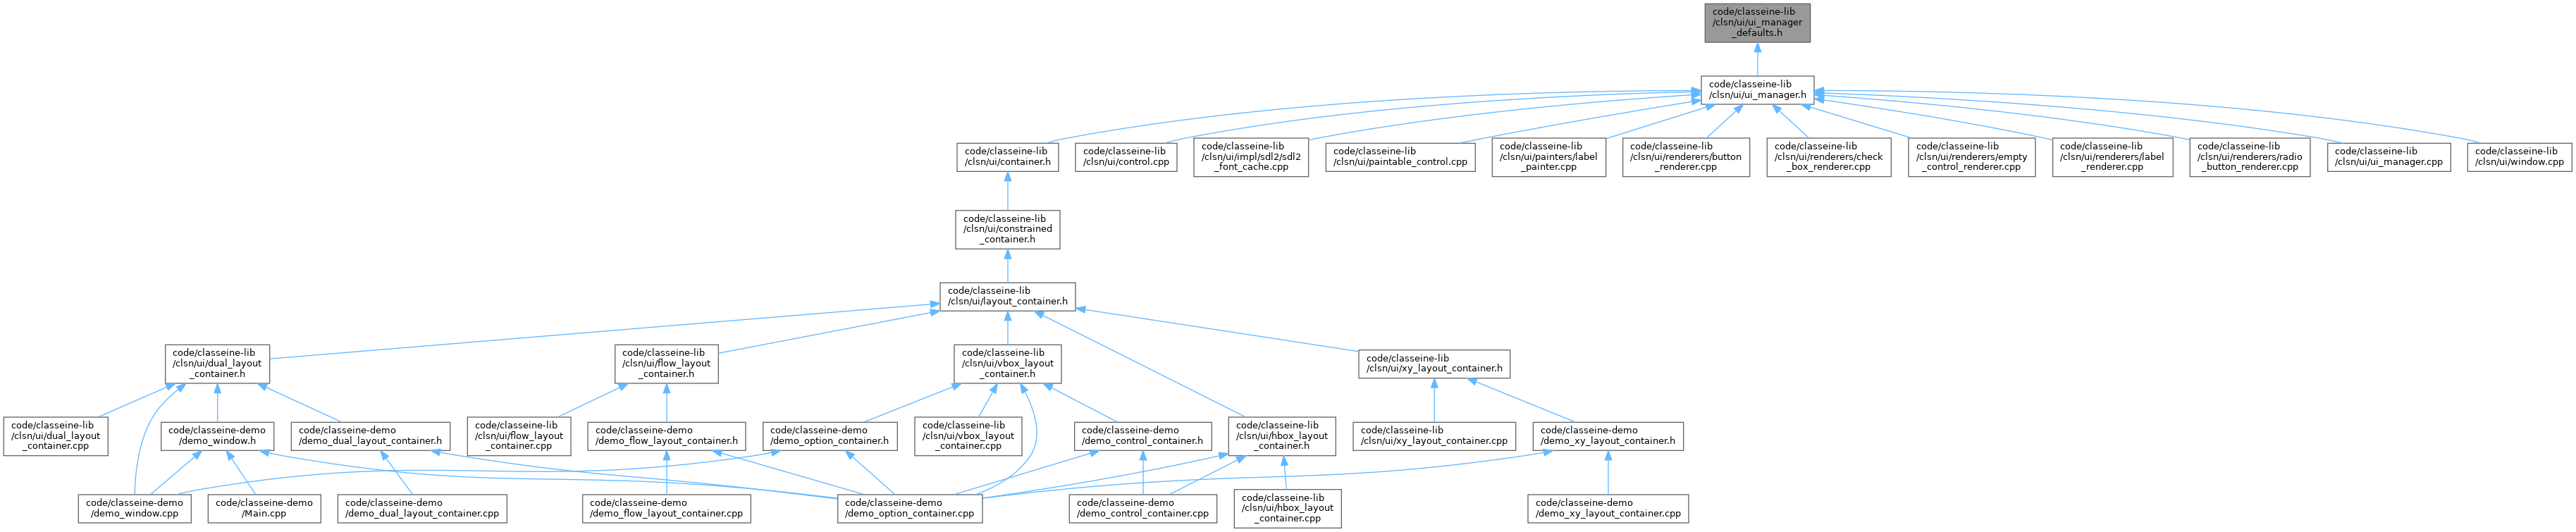 code/classeine-lib
/clsn/ui/ui_manager
_defaults.h
code/classeine-lib
/clsn/ui/ui_manager.h
code/classeine-lib
/clsn/ui/container.h
code/classeine-lib
/clsn/ui/control.cpp
code/classeine-lib
/clsn/ui/impl/sdl2/sdl2
_font_cache.cpp
code/classeine-lib
/clsn/ui/paintable_control.cpp
code/classeine-lib
/clsn/ui/painters/label
_painter.cpp
code/classeine-lib
/clsn/ui/renderers/button
_renderer.cpp
code/classeine-lib
/clsn/ui/renderers/check
_box_renderer.cpp
code/classeine-lib
/clsn/ui/renderers/empty
_control_renderer.cpp
code/classeine-lib
/clsn/ui/renderers/label
_renderer.cpp
code/classeine-lib
/clsn/ui/renderers/radio
_button_renderer.cpp
code/classeine-lib
/clsn/ui/ui_manager.cpp
code/classeine-lib
/clsn/ui/window.cpp
code/classeine-lib
/clsn/ui/constrained
_container.h
code/classeine-lib
/clsn/ui/layout_container.h
code/classeine-lib
/clsn/ui/dual_layout
_container.h
code/classeine-lib
/clsn/ui/flow_layout
_container.h
code/classeine-lib
/clsn/ui/vbox_layout
_container.h
code/classeine-lib
/clsn/ui/xy_layout_container.h
code/classeine-lib
/clsn/ui/dual_layout
_container.cpp
code/classeine-demo
/demo_window.h
code/classeine-demo
/demo_dual_layout_container.h
code/classeine-lib
/clsn/ui/flow_layout
_container.cpp
code/classeine-demo
/demo_flow_layout_container.h
code/classeine-demo
/demo_option_container.h
code/classeine-lib
/clsn/ui/vbox_layout
_container.cpp
code/classeine-demo
/demo_control_container.h
code/classeine-lib
/clsn/ui/hbox_layout
_container.h
code/classeine-lib
/clsn/ui/xy_layout_container.cpp
code/classeine-demo
/demo_xy_layout_container.h
code/classeine-demo
/demo_window.cpp
code/classeine-demo
/Main.cpp
code/classeine-demo
/demo_dual_layout_container.cpp
code/classeine-demo
/demo_flow_layout_container.cpp
code/classeine-demo
/demo_option_container.cpp
code/classeine-demo
/demo_control_container.cpp
code/classeine-lib
/clsn/ui/hbox_layout
_container.cpp
code/classeine-demo
/demo_xy_layout_container.cpp